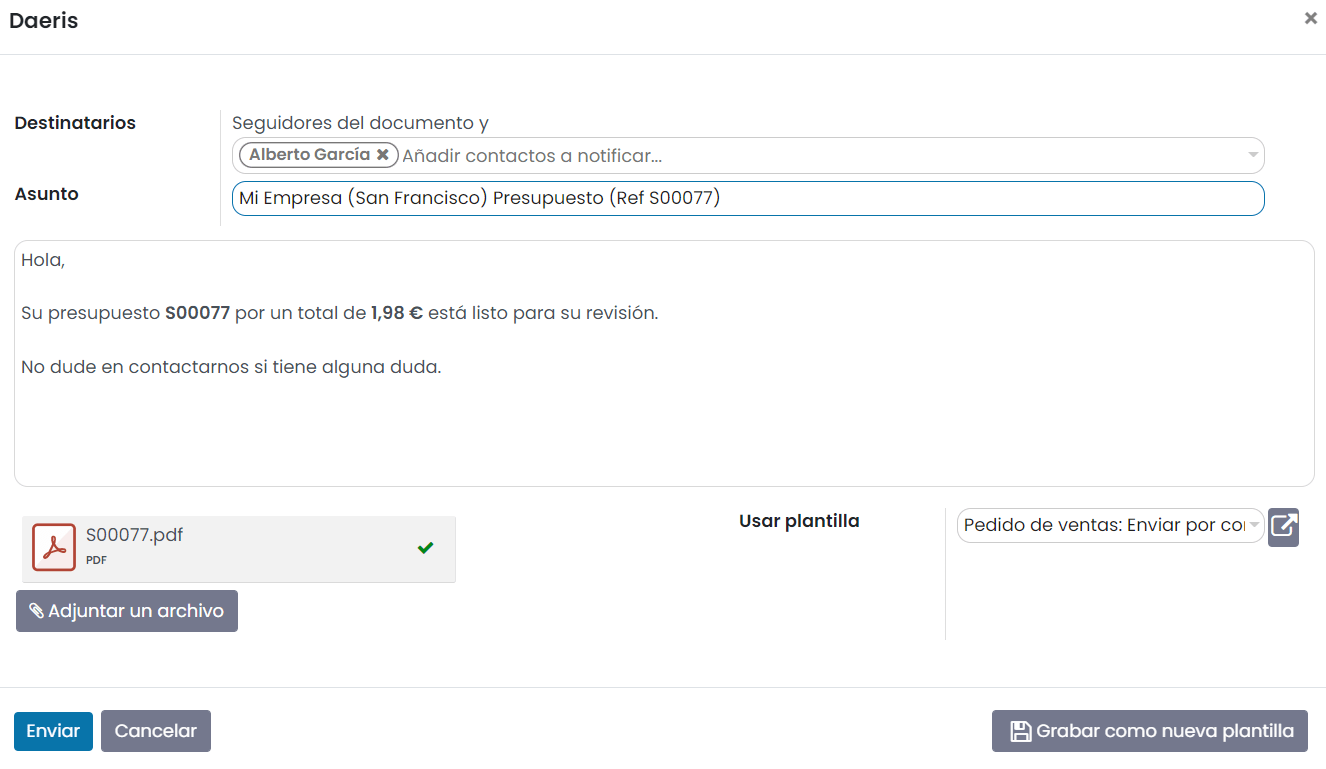 Daeris
Destinatarios
Seguidores del documento y
Alberto García Añadir contactos a notificar...
Asunto
Mi Empresa (San Francisco) Presupuesto (Ref S00077)
Hola,
Su presupuesto S00077 por un total de 1,98 € está listo para su revisión.
No dude en contactarnos si tiene alguna duda.
S00077.pdf
PDF
Adjuntar un archivo
Usar plantilla
Pedido de ventas: Enviar por
Enviar
Cancelar
Grabar como nueva plantilla